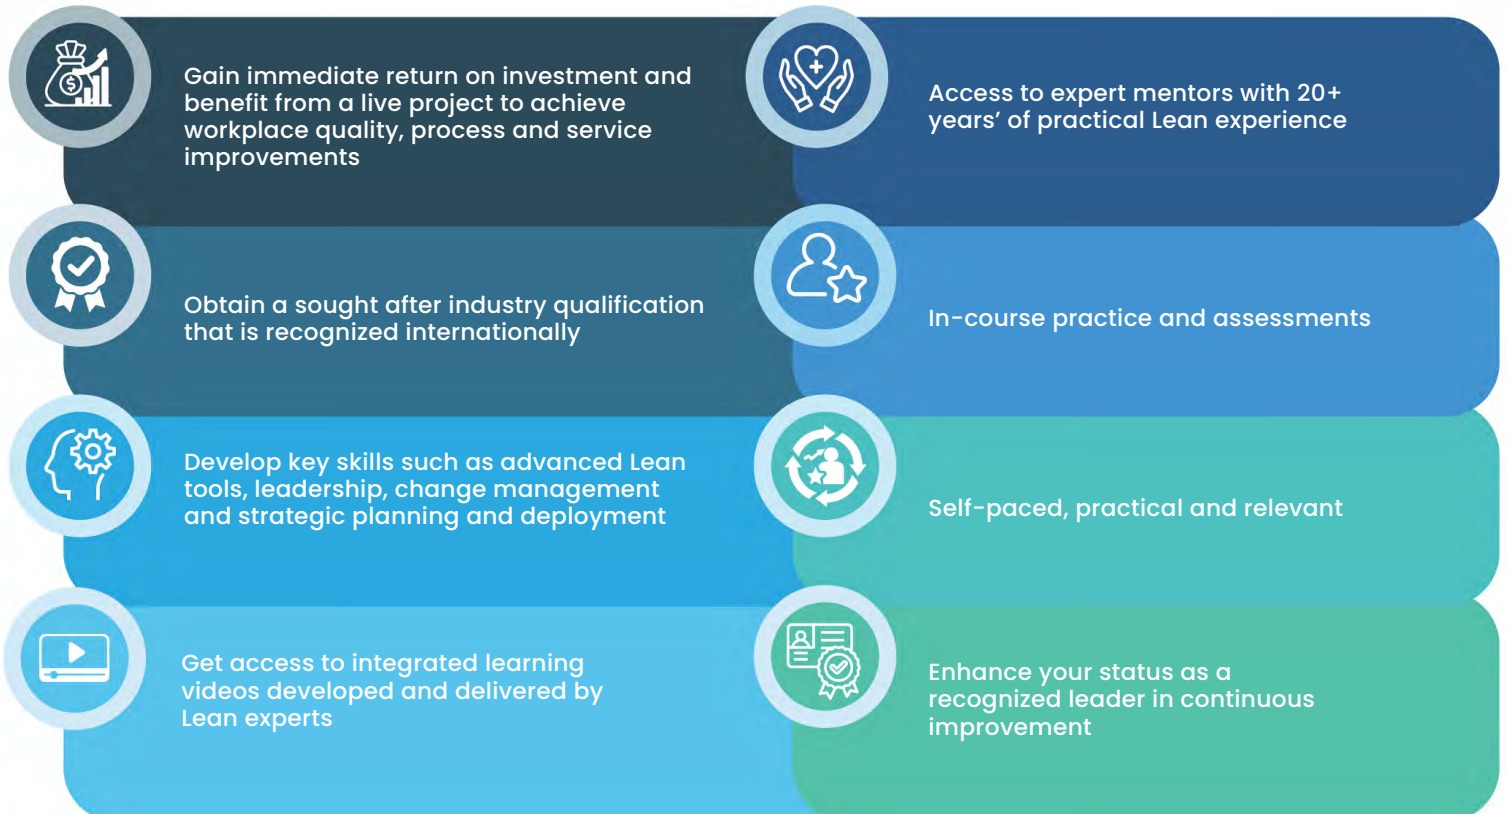 Gain immediate return on investment and
benefit from a live project to achieve
workplace quality, process and service
improvements
Access to expert mentors with 20+
years’ of practical Lean experience
Obtain a sought after industry qualification
that is recognized internationally
In-course practice and assessments
Develop key skills such as advanced Lean
tools, leadership, change management
and strategic planning and deployment
Self-paced, practical and relevant
Get access to integrated learning
videos developed and delivered by
Lean experts
Enhance your status as a
recognized leader in continuous
improvement